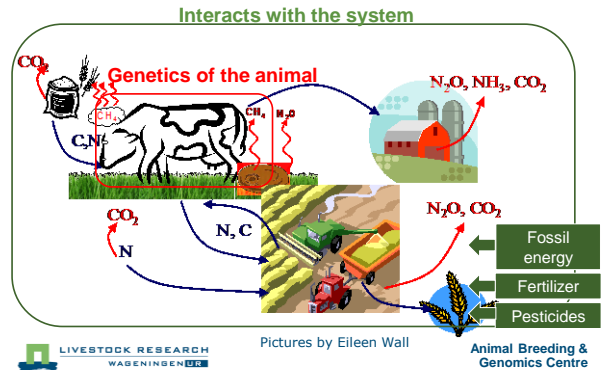 Interacts with the system
CO₂
Genetics of the animal
N₂O, NH₃, CO₂
CH₄
CH₄ N₂O
C,N
CO₂
N, C
N₂O, CO₂
N
Fossil
energy
Fertilizer
Pesticides
Pictures by Eileen Wall
LIVESTOCK RESEARCH
WAGENINGEN UR
Animal Breeding &
Genomics Centre